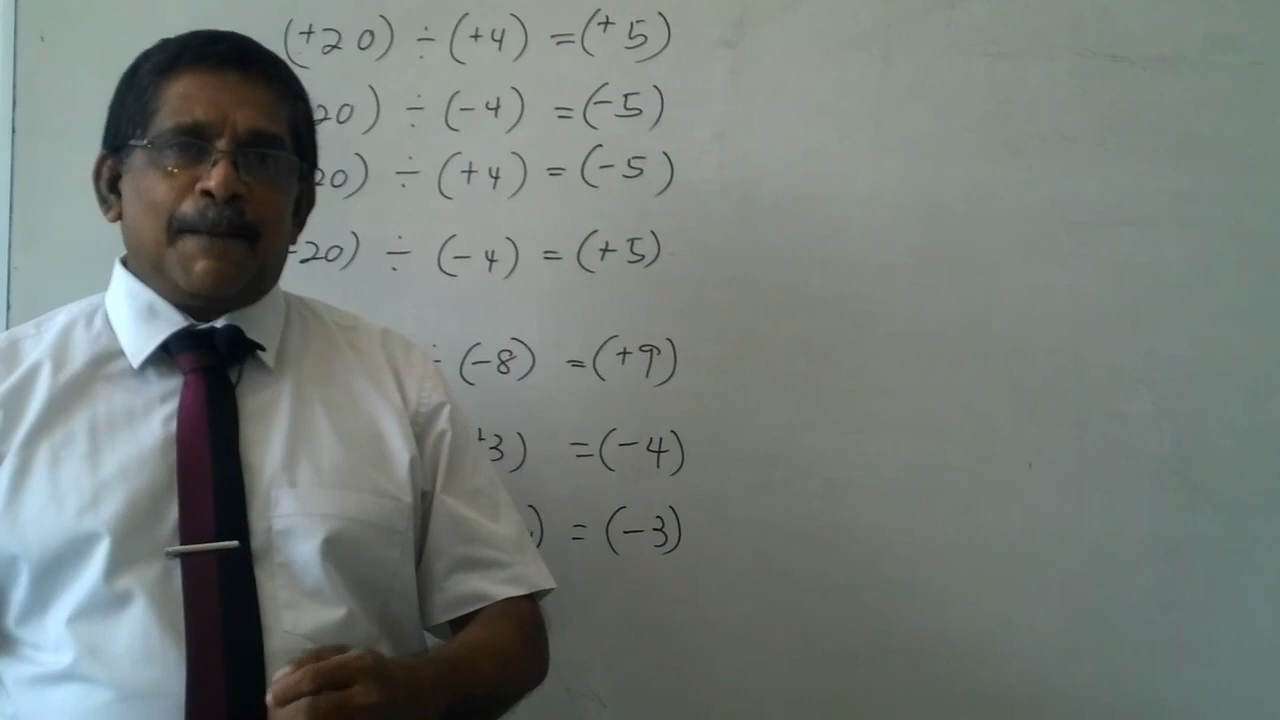 (+20) ÷ (+4) = (+5)
20) ÷ (-4) = (-5)
20) ÷ (+4) = (-5)
-20) ÷ (-4) = (+5)
÷ (-8) = (+9)
+3) = (-4)
) = (-3)